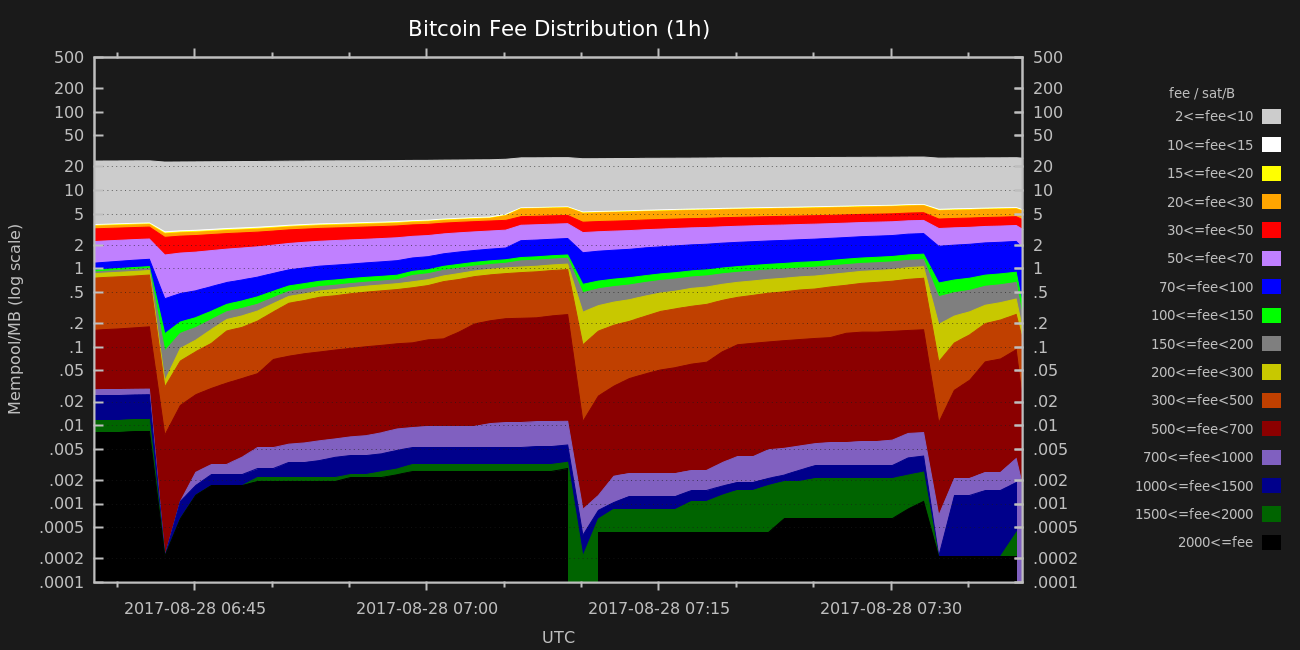 Bitcoin Fee Distribution (1h)
Mempool/MB (log scale)
500
200
100
50
20
10
5
2
1
.5
.2
.1
.05
.02
.01
.005
.002
.001
.0005
.0002
.0001
500
200
100
50
20
10
5
2
1
.5
.2
.1
.05
.02
.01
.005
.002
.001
.0005
.0002
.0001
2017-08-28 06:45
2017-08-28 07:00
2017-08-28 07:15
2017-08-28 07:30
UTC
fee / sat/B
2<=fee<10
10<=fee<15
15<=fee<20
20<=fee<30
30<=fee<50
50<=fee<70
70<=fee<100
100<=fee<150
150<=fee<200
200<=fee<300
300<=fee<500
500<=fee<700
700<=fee<1000
1000<=fee<1500
1500<=fee<2000
2000<=fee